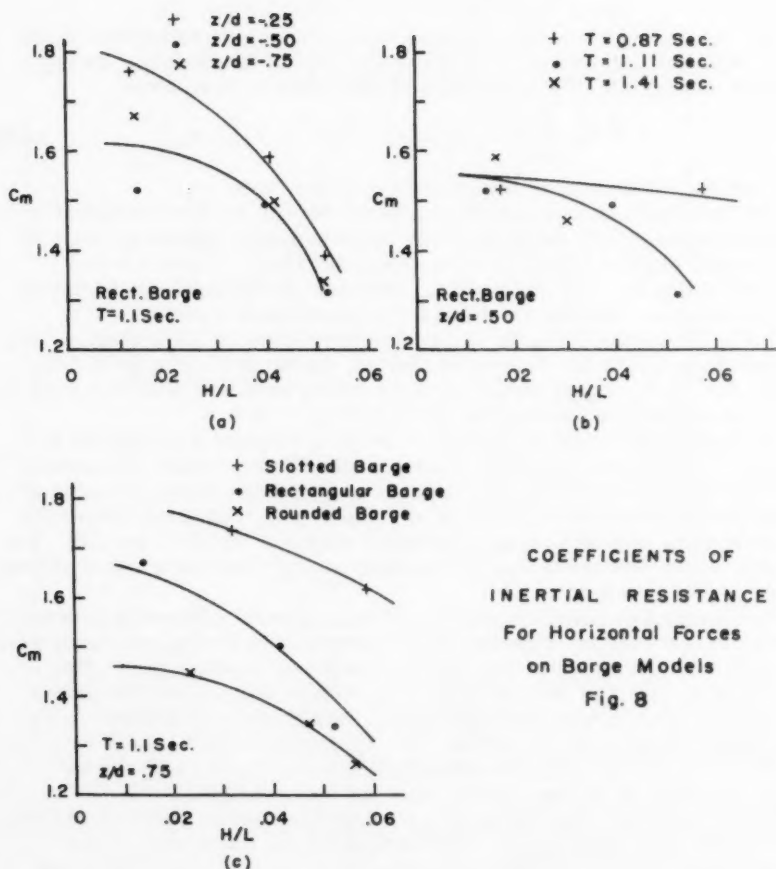 + z/d=-.25
• z/d=-.50
× z/d=-.75
1.8
1.6
Cm
1.4
1.2
Rect. Barge
T=1.1 Sec.
0 .02 .04 .06
H/L
(a)
+ T=0.87 Sec.
• T=1.11 Sec.
× T=1.41 Sec.
1.8
1.6
Cm
1.4
1.2
Rect. Barge
z/d=.50
0 .02 .04 .06
H/L
(b)
+ Slotted Barge
• Rectangular Barge
× Rounded Barge
1.8
1.6
Cm
1.4
1.2
T=1.1 Sec.
z/d=.75
0 .02 .04 .06
H/L
(c)
COEFFICIENTS OF
INERTIAL RESISTANCE
For Horizontal Forces
on Barge Models
Fig. 8